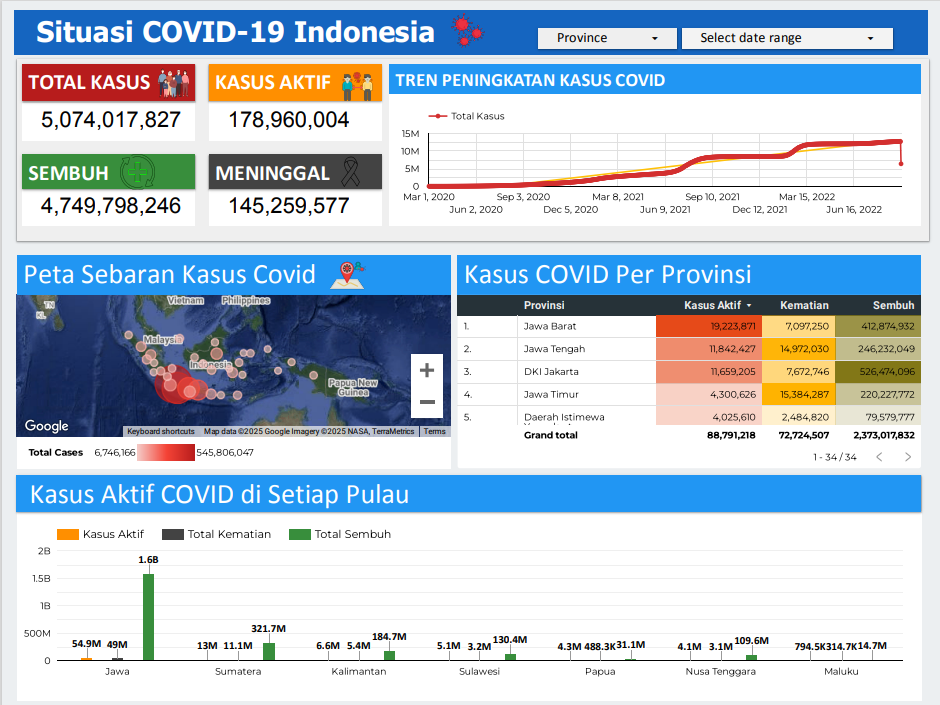 Situasi COVID-19 Indonesia
Province
Select date range
TOTAL KASUS
5,074,017,827
KASUS AKTIF
178,960,004
SEMBUH
4,749,798,246
MENINGGAL
145,259,577
TREN PENINGKATAN KASUS COVID
Total Kasus
15M
10M
5M
0
Mar 1, 2020
Jun 2, 2020
Sep 3, 2020
Dec 5, 2020
Mar 8, 2021
Jun 9, 2021
Sep 10, 2021
Dec 12, 2021
Mar 15, 2022
Jun 16, 2022
Peta Sebaran Kasus Covid
TN
KL
Vietnam
Philippines
Malaysia
Indonesia
Papua New
Guinea
+
−
Google
Keyboard shortcuts
Map data ©2025 Google Imagery ©2025 NASA, TerraMetrics
Terms
Total Cases 6,746,166 545,806,047
Kasus COVID Per Provinsi
Provinsi Kasus Aktif Kematian Sembuh
1. Jawa Barat 19,223,871 7,097,250 412,874,932
2. Jawa Tengah 11,842,427 14,972,030 246,232,049
3. DKI Jakarta 11,659,205 7,672,746 526,474,096
4. Jawa Timur 4,300,626 15,384,287 220,227,772
5. Daerah Istimewa 4,025,610 2,484,820 79,579,777
Grand total 88,791,218 72,724,507 2,373,017,832
1 - 34 / 34 < >
Kasus Aktif COVID di Setiap Pulau
Kasus Aktif Total Kematian Total Sembuh
2B
1.5B
1B
500M
0
54.9M 49M 1.6B
13M 11.1M 321.7M
6.6M 5.4M 184.7M
5.1M 3.2M 130.4M
4.3M 488.3K 31.1M
4.1M 3.1M 109.6M
794.5K 314.7K 14.7M
Jawa Sumatera Kalimantan Sulawesi Papua Nusa Tenggara Maluku